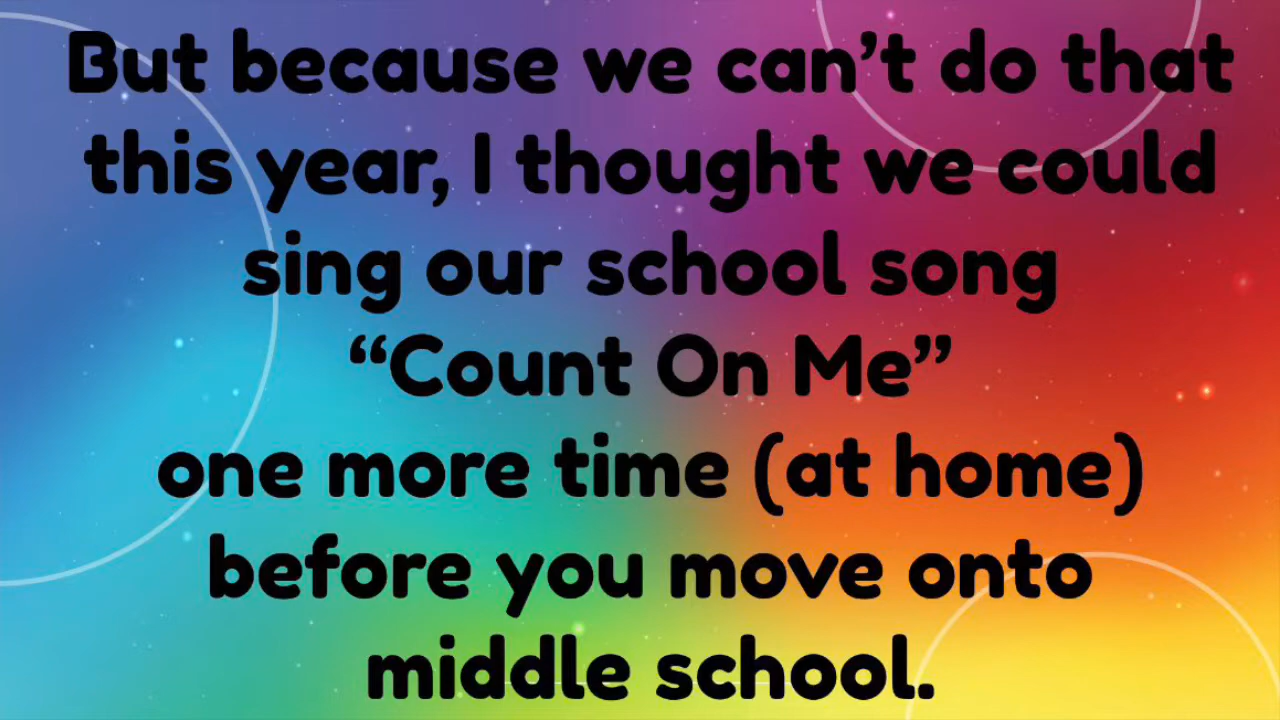 But because we can’t do that
this year, I thought we could
sing our school song
“Count On Me”
one more time (at home)
before you move onto
middle school.